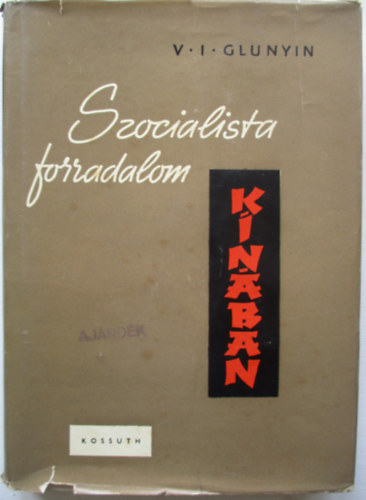 V · I · GLUNYIN
Szocialista
forradalom
KÍNÁBAN
AJÁNDÉK
KOSSUTH